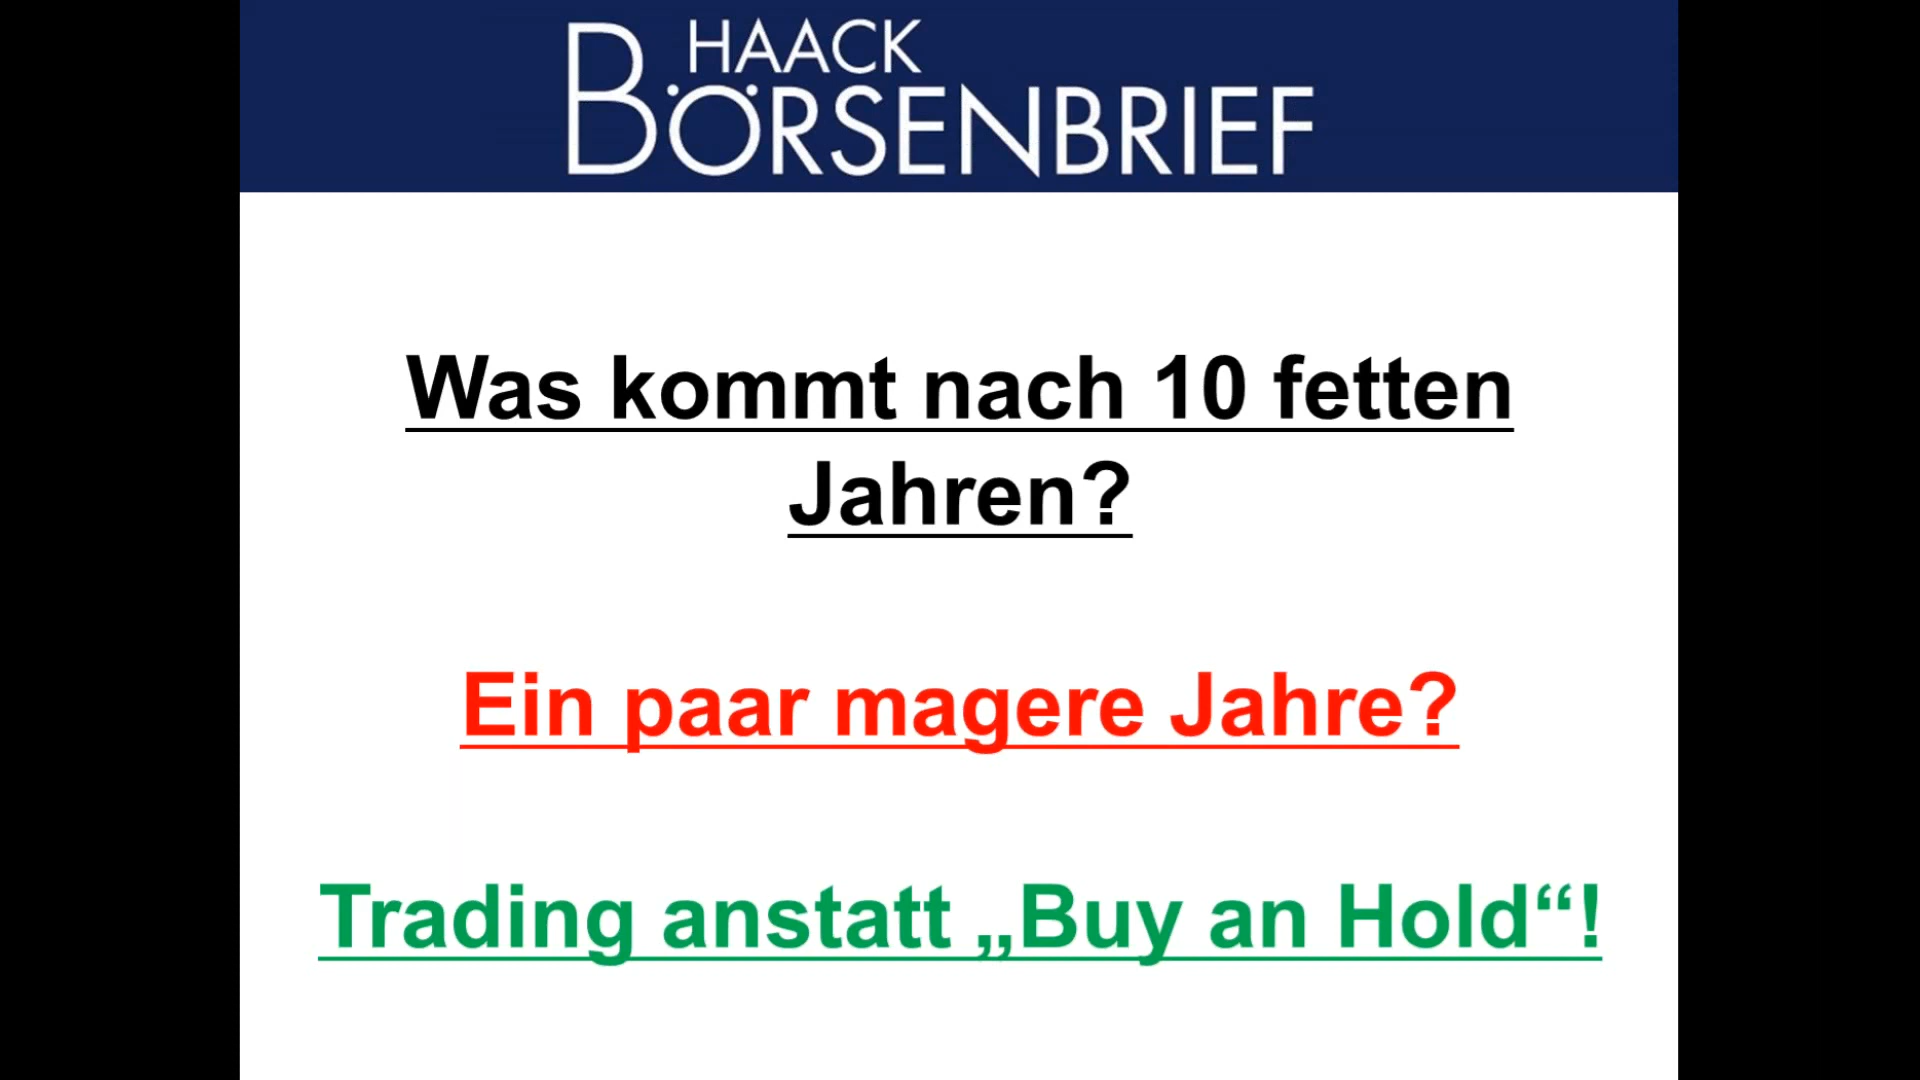 HAACK
BÖRSENBRIEF
Was kommt nach 10 fetten
Jahren?
Ein paar magere Jahre?
Trading anstatt „Buy an Hold“!